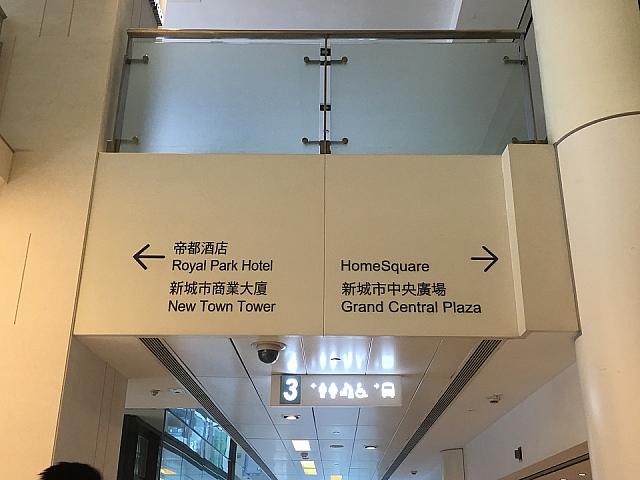 帝都酒店
Royal Park Hotel
新城市商業大廈
New Town Tower
HomeSquare
新城市中央廣場
Grand Central Plaza
3